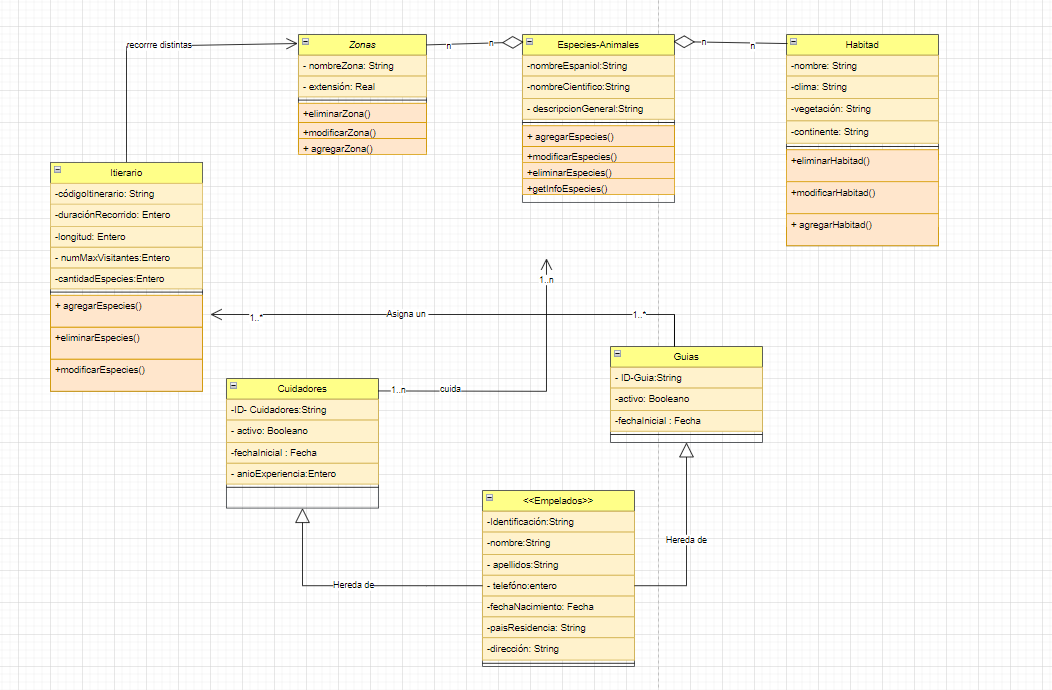 recorrre distintas
Zonas
- nombreZona: String
- extensión: Real
+eliminarZona()
+modificarZona()
+ agregarZona()
n
n
Especies-Animales
-nombreEspaniol:String
-nombreCientifico:String
- descripcionGeneral:String
+ agregarEspecies()
+modificarEspecies()
+eliminarEspecies()
+getInfoEspecies()
n
n
Habitad
-nombre: String
-clima: String
-vegetación: String
-continente: String
+eliminarHabitad()
+modificarHabitad()
+ agregarHabitad()
Itierario
-códigoItinerario: String
-duraciónRecorrido: Entero
-longitud: Entero
- numMaxVisitantes:Entero
-cantidadEspecies:Entero
+ agregarEspecies()
+eliminarEspecies()
+modificarEspecies()
1..n
1..*
Asigna un
1..*
Guias
- ID-Guia:String
-activo: Booleano
-fechaInicial : Fecha
Cuidadores
-ID- Cuidadores:String
- activo: Booleano
-fechaInicial : Fecha
- anioExperiencia:Entero
1..n
cuida
<<Empelados>>
-Identificación:String
-nombre:String
- apellidos:String
- telefóno:entero
-fechaNacimiento: Fecha
-paisResidencia: String
-dirección: String
Hereda de
Hereda de